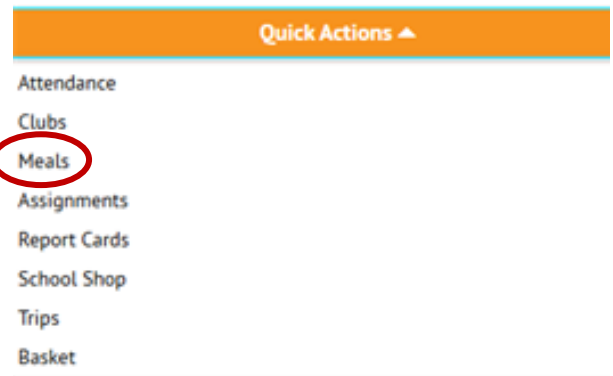 Quick Actions
Attendance
Clubs
Meals
Assignments
Report Cards
School Shop
Trips
Basket